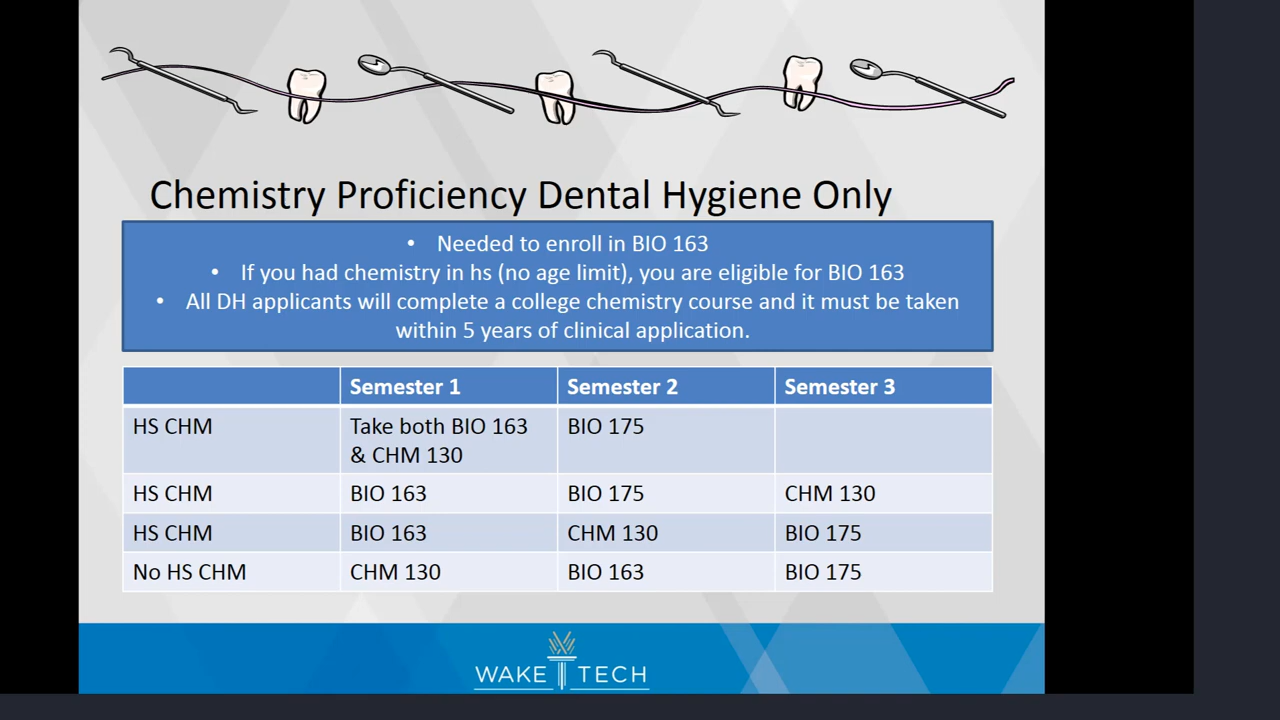 Chemistry Proficiency Dental Hygiene Only
• Needed to enroll in BIO 163
• If you had chemistry in hs (no age limit), you are eligible for BIO 163
• All DH applicants will complete a college chemistry course and it must be taken
within 5 years of clinical application.
Semester 1 Semester 2 Semester 3
HS CHM Take both BIO 163 BIO 175
& CHM 130
HS CHM BIO 163 BIO 175 CHM 130
HS CHM BIO 163 CHM 130 BIO 175
No HS CHM CHM 130 BIO 163 BIO 175
WAKE TECH